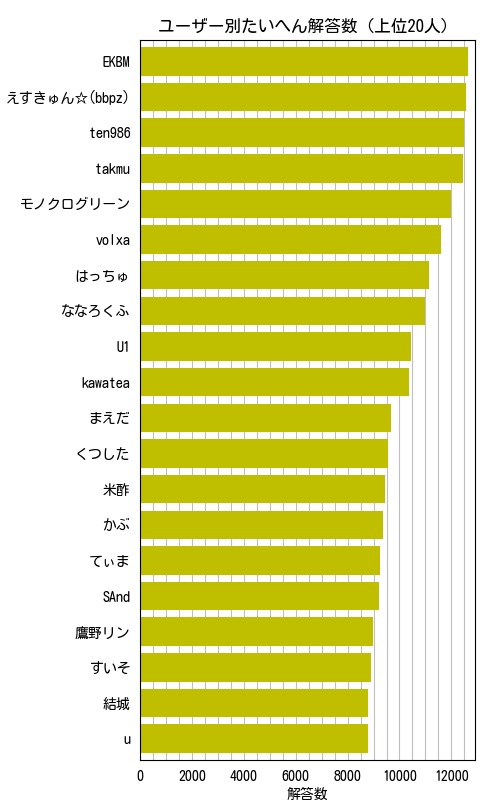 ユーザー別たいへん解答数（上位20人）
EKBM
えすきゅん☆(bbpz)
ten986
takmu
モノクログリーン
volxa
はっちゅ
ななろくふ
U1
kawatea
まえだ
くつした
米酢
かぶ
てぃま
SAnd
鷹野リン
すいそ
結城
u
0 2000 4000 6000 8000 10000 12000
解答数